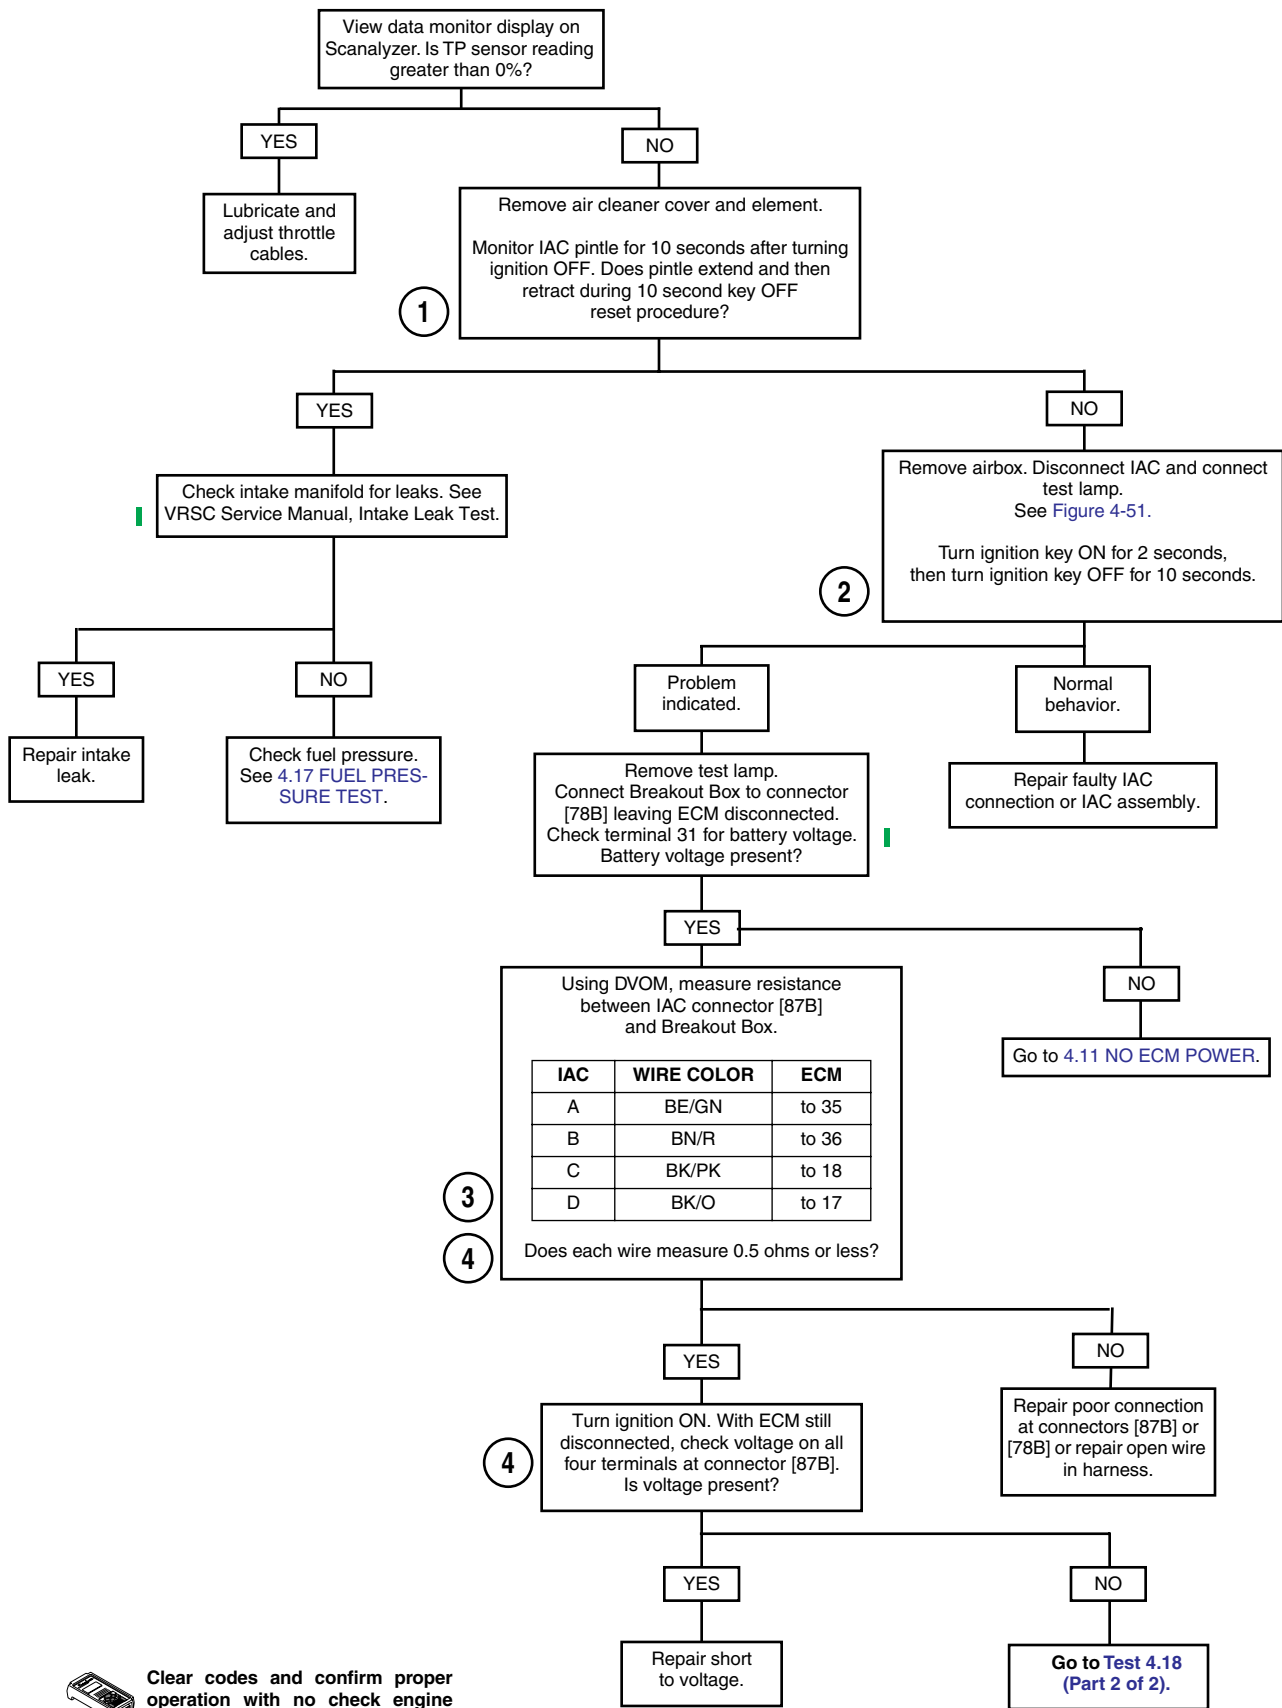 View data monitor display on
Scanalyzer. Is TP sensor reading
greater than 0%?
YES
NO
Lubricate and
adjust throttle
cables.
Remove air cleaner cover and element.
Monitor IAC pintle for 10 seconds after turning
ignition OFF. Does pintle extend and then
retract during 10 second key OFF
reset procedure?
1
YES
NO
Check intake manifold for leaks. See
VRSC Service Manual, Intake Leak Test.
Remove airbox. Disconnect IAC and connect
test lamp.
See Figure 4-51.
Turn ignition key ON for 2 seconds,
then turn ignition key OFF for 10 seconds.
2
YES
NO
Problem
indicated.
Normal
behavior.
Repair intake
leak.
Check fuel pressure.
See 4.17 FUEL PRES-
SURE TEST.
Remove test lamp.
Connect Breakout Box to connector
[78B] leaving ECM disconnected.
Check terminal 31 for battery voltage.
Battery voltage present?
Repair faulty IAC
connection or IAC assembly.
YES
NO
Using DVOM, measure resistance
between IAC connector [87B]
and Breakout Box.
Go to 4.11 NO ECM POWER.
IAC WIRE COLOR ECM
A BE/GN to 35
B BN/R to 36
C BK/PK to 18
D BK/O to 17
3
4
Does each wire measure 0.5 ohms or less?
YES
NO
Turn ignition ON. With ECM still
disconnected, check voltage on all
four terminals at connector [87B].
Is voltage present?
4
Repair poor connection
at connectors [87B] or
[78B] or repair open wire
in harness.
YES
NO
Repair short
to voltage.
Go to Test 4.18
(Part 2 of 2).
Clear codes and confirm proper
operation with no check engine